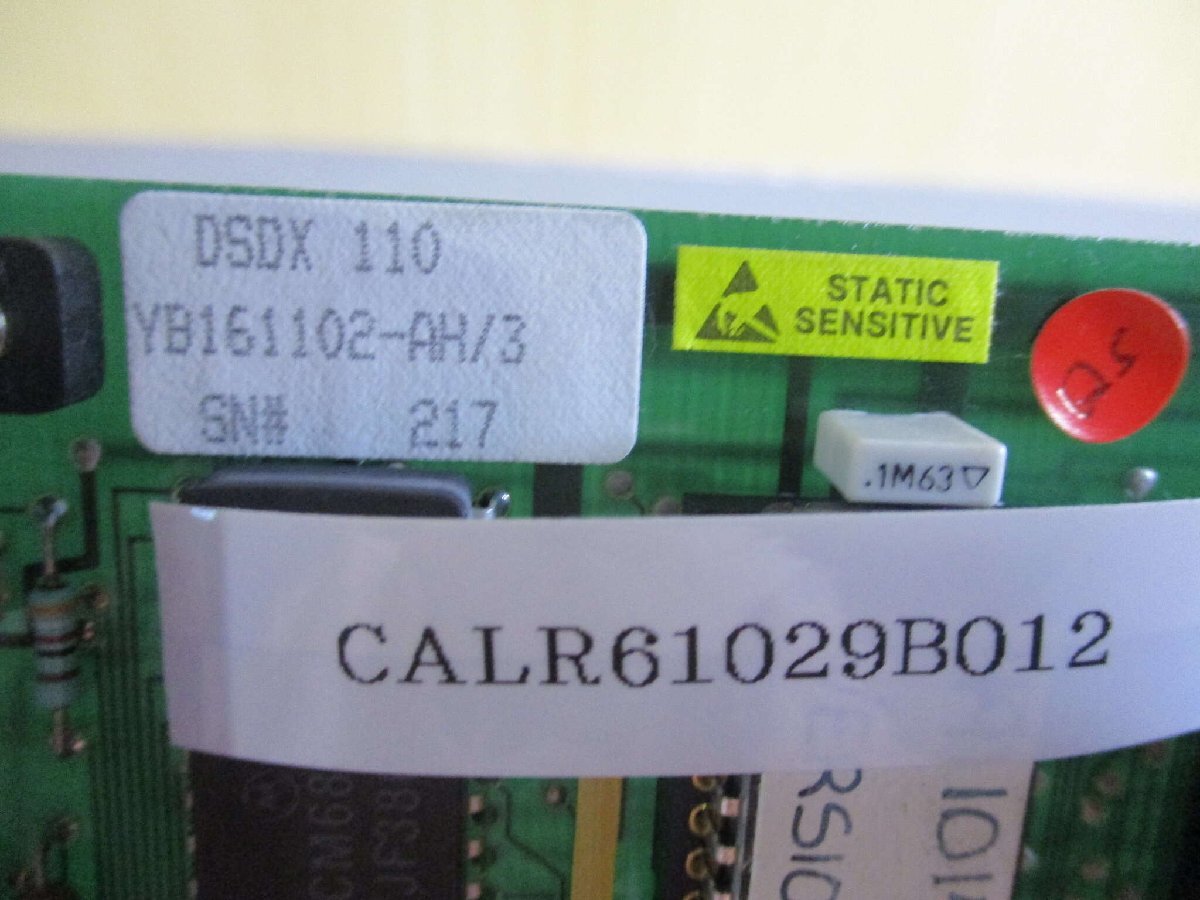 DSDX 110
YB161102-AH/3
SN# 217
STATIC
SENSITIVE
.1M63
CALR61029B012